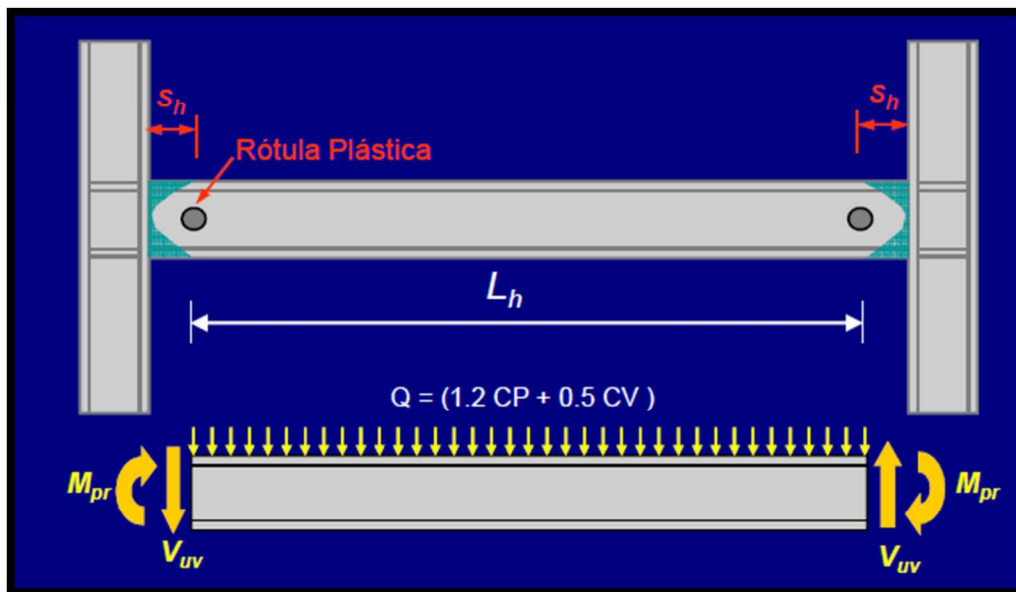 S_h
S_h
Rótula Plástica
L_h
Q = (1.2 CP + 0.5 CV )
M_pr
M_pr
V_uv
V_uv